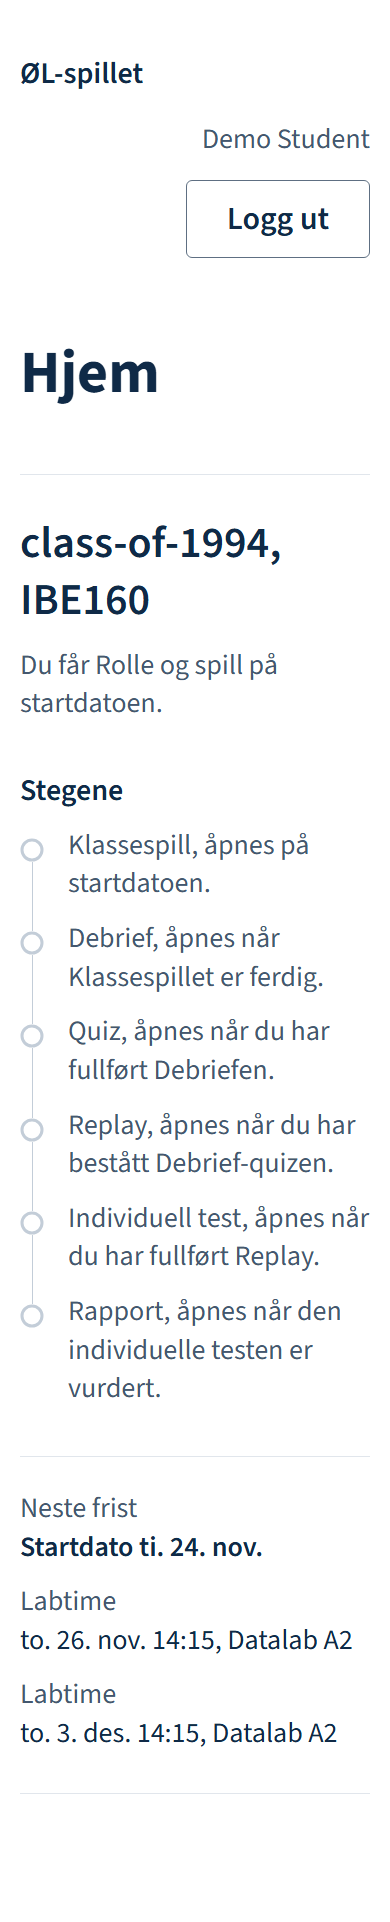 ØL-spillet
Demo Student
Logg ut
Hjem
class-of-1994,
IBE160
Du får Rolle og spill på
startdatoen.
Stegene
Klassespill, åpnes på
startdatoen.
Debrief, åpnes når
Klassespillet er ferdig.
Quiz, åpnes når du har
fullført Debriefen.
Replay, åpnes når du har
bestått Debrief-quizen.
Individuell test, åpnes når
du har fullført Replay.
Rapport, åpnes når den
individuelle testen er
vurdert.
Neste frist
Startdato ti. 24. nov.
Labtime
to. 26. nov. 14:15, Datalab A2
Labtime
to. 3. des. 14:15, Datalab A2